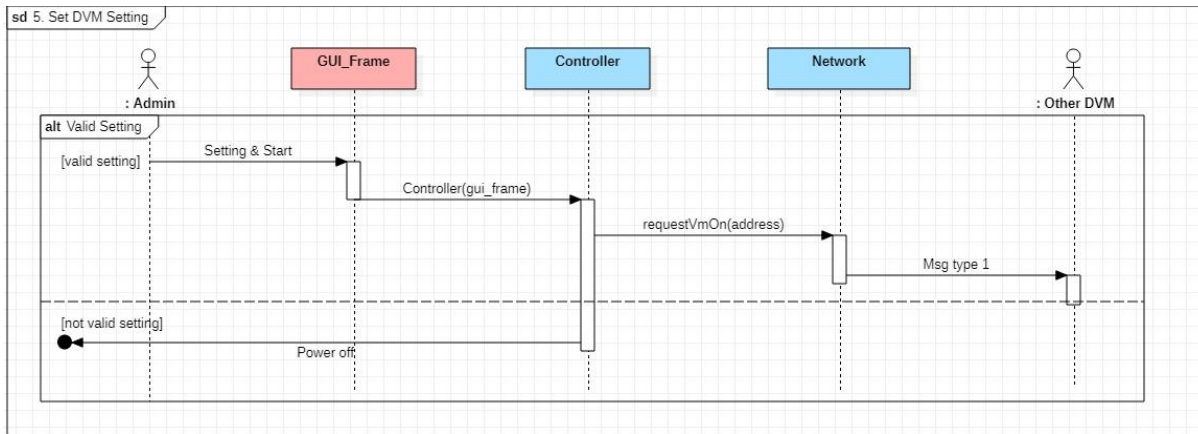 sd 5. Set DVM Setting
GUI_Frame
Controller
Network
: Admin
: Other DVM
alt Valid Setting
[valid setting]
Setting & Start
Controller(gui_frame)
requestVmOn(address)
Msg type 1
[not valid setting]
Power off